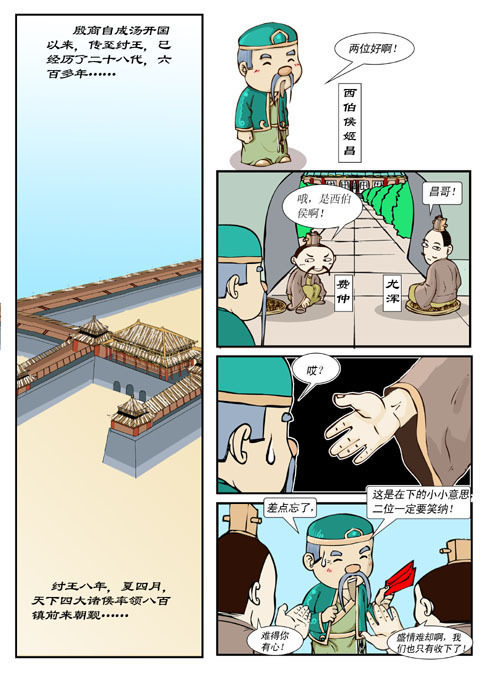 殷商自成汤开国
以来，传至纣王，已
经历了二十八代，六
百多年······
纣王八年，夏四月，
天下四大诸侯率领八百
镇前来朝觐······
两位好啊！
西伯侯姬昌
哦，是西伯
侯啊！
昌哥！
费仲
尤浑
哎？
差点忘了，
这是在下的小小意思，
二位一定要笑纳！
难得你
有心！
盛情难却啊，我
们也只有收下了！